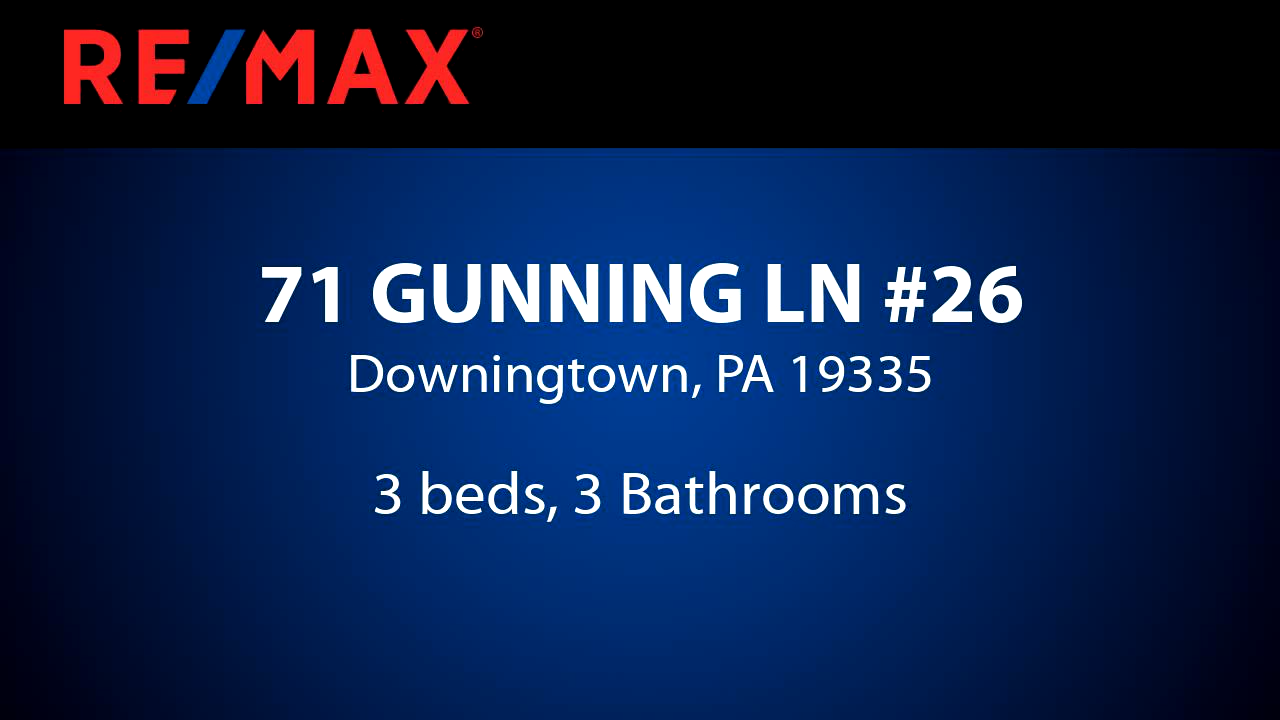 RE/MAX®
71 GUNNING LN #26
Downingtown, PA 19335
3 beds, 3 Bathrooms